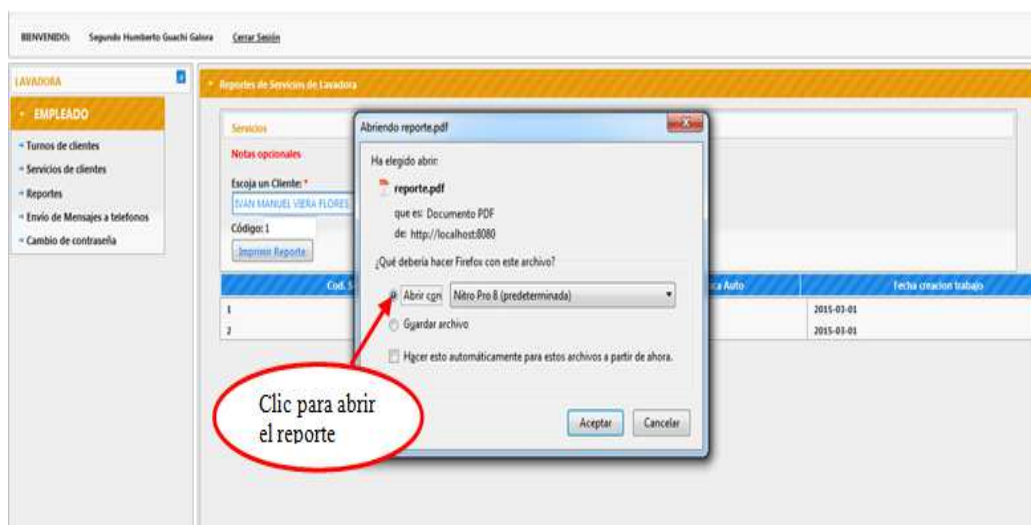 BIENVENIDO: Segundo Humberto Guachi Galora Cerrar Sesión
LAVADORA
EMPLEADO
Turnos de clientes
Servicios de clientes
Reportes
Envio de Mensajes a telefonos
Cambio de contraseña
Reportes de Servicios de Lavadora
Servicios
Notas opcionales
Escoja un Cliente: *
IVAN MANUEL VIERA FLORES
Código: 1
Imprimir Reporte
Cod. S
ca Auto
Fecha creacion trabajo
1 2015-03-01
2 2015-03-01
Abriendo reporte.pdf
Ha elegido abrir:
reporte.pdf
que es: Documento PDF
de: http://localhost:8080
¿Qué debería hacer Firefox con este archivo?
Abrir con Nitro Pro 8 (predeterminada)
Guardar archivo
Hacer esto automáticamente para estos archivos a partir de ahora.
Aceptar Cancelar
Clic para abrir
el reporte